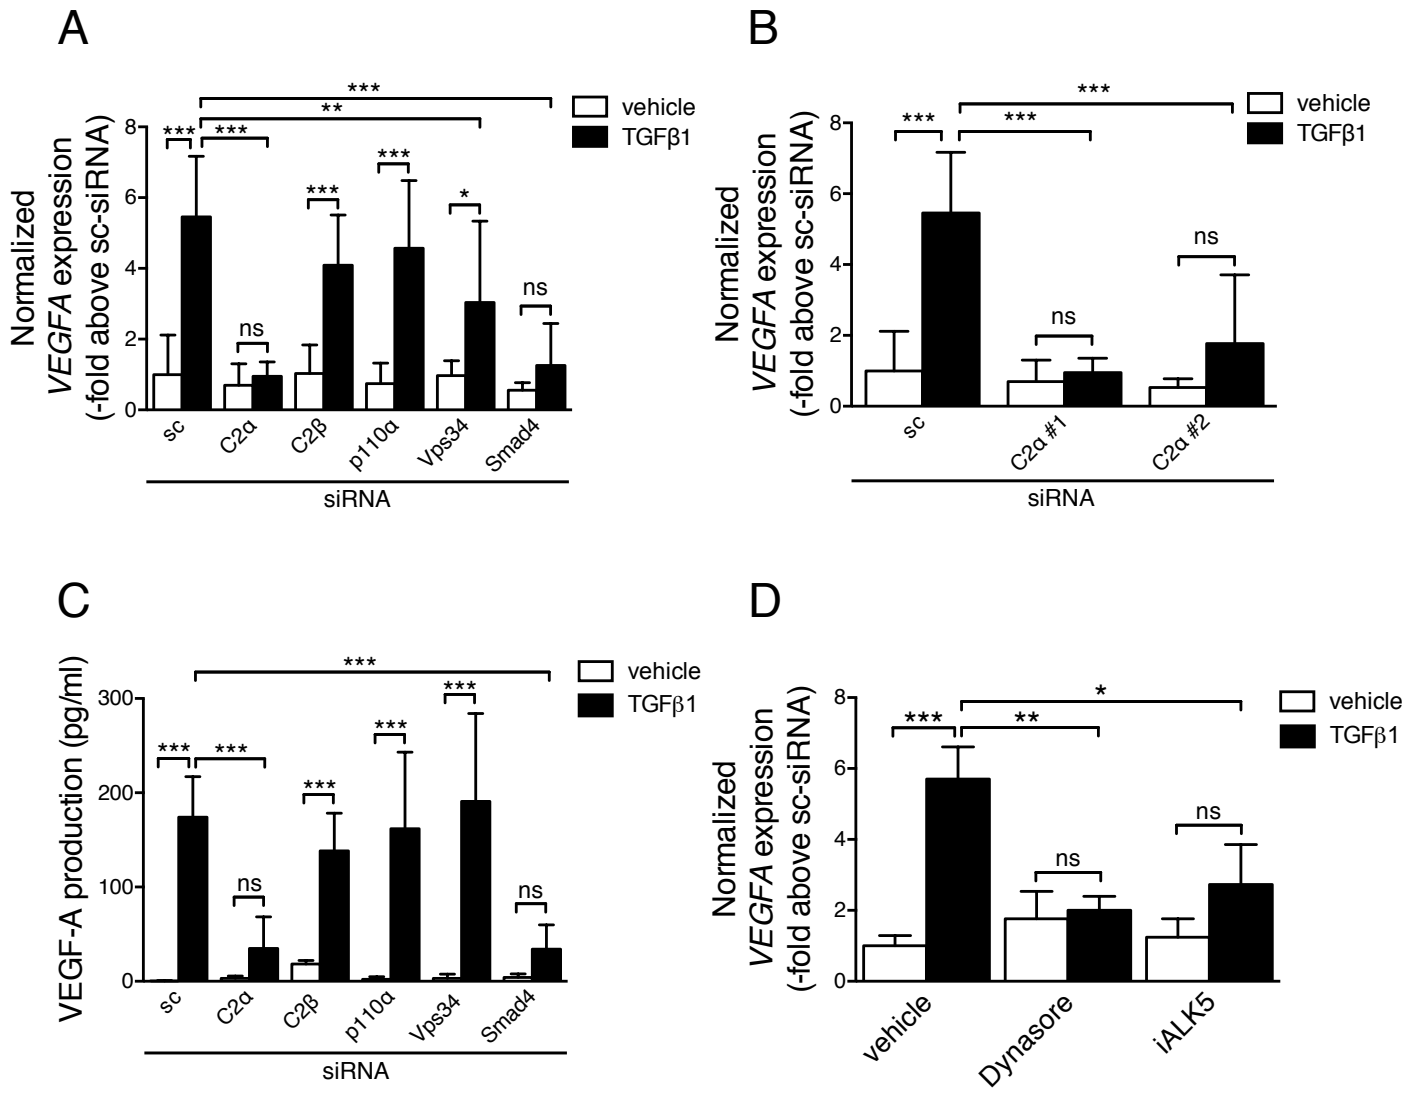 A
Normalized
VEGFA expression
(-fold above sc-siRNA)
8
6
4
2
0
***
**
***
***
ns
***
***
*
ns
vehicle
TGFβ1
sc
C2α
C2β
p110α
Vps34
Smad4
siRNA
B
Normalized
VEGFA expression
(-fold above sc-siRNA)
8
6
4
2
0
***
***
***
ns
ns
vehicle
TGFβ1
sc
C2α #1
C2α #2
siRNA
C
VEGF-A production (pg/ml)
300
200
100
0
***
***
***
ns
***
***
***
ns
vehicle
TGFβ1
sc
C2α
C2β
p110α
Vps34
Smad4
siRNA
D
Normalized
VEGFA expression
(-fold above sc-siRNA)
8
6
4
2
0
*
***
**
ns
ns
vehicle
TGFβ1
vehicle
Dynasore
iALK5